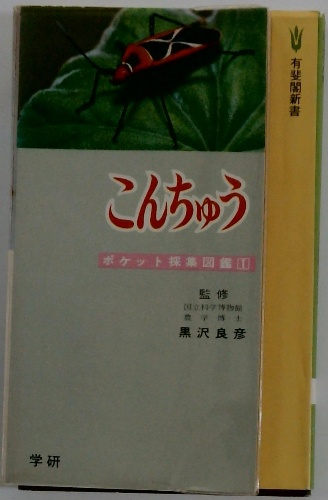 こんちゅう
ポケット採集図鑑 1
監修
国立科学博物館
農学博士
黒沢良彦
学研
有斐閣新書